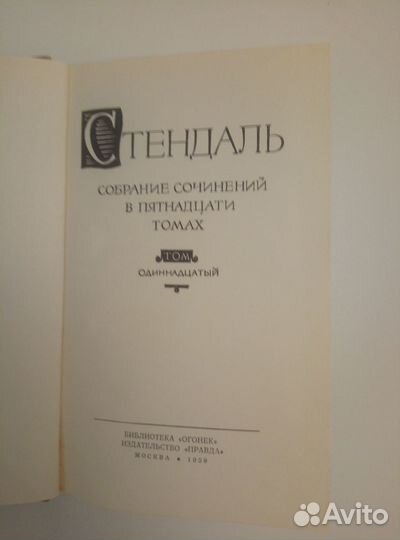 СТЕНДАЛЬ
СОБРАНИЕ СОЧИНЕНИЙ
В ПЯТНАДЦАТИ
ТОМАХ
ТОМ
ОДИННАДЦАТЫЙ
БИБЛИОТЕКА «ОГОНЕК»
ИЗДАТЕЛЬСТВО «ПРАВДА»
МОСКВА • 1959
Avito